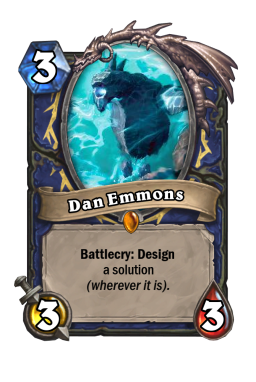 3
Dan Emmons
Battlecry: Design
a solution
(wherever it is).
3
3